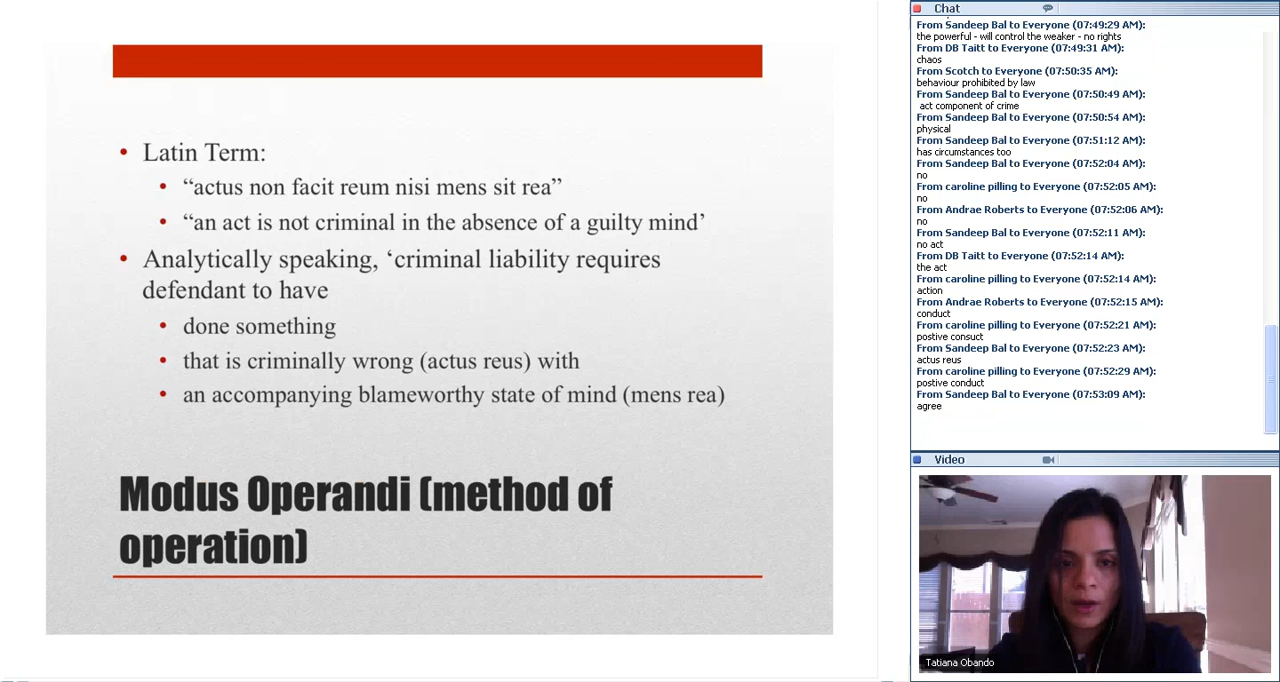 • Latin Term:
• “actus non facit reum nisi mens sit rea”
• “an act is not criminal in the absence of a guilty mind’
• Analytically speaking, ‘criminal liability requires
defendant to have
• done something
• that is criminally wrong (actus reus) with
• an accompanying blameworthy state of mind (mens rea)
Modus Operandi (method of
operation)
Chat
From Sandeep Bal to Everyone (07:49:29 AM):
the powerful - will control the weaker - no rights
From DB Taitt to Everyone (07:49:31 AM):
chaos
From Scotch to Everyone (07:50:35 AM):
behaviour prohibited by law
From Sandeep Bal to Everyone (07:50:49 AM):
act component of crime
From Sandeep Bal to Everyone (07:50:54 AM):
physical
From Sandeep Bal to Everyone (07:51:12 AM):
has circumstances too
From Sandeep Bal to Everyone (07:52:04 AM):
no
From caroline pilling to Everyone (07:52:05 AM):
no
From Andrae Roberts to Everyone (07:52:06 AM):
no
From Sandeep Bal to Everyone (07:52:11 AM):
no act
From DB Taitt to Everyone (07:52:14 AM):
the act
From caroline pilling to Everyone (07:52:14 AM):
action
From Andrae Roberts to Everyone (07:52:15 AM):
conduct
From caroline pilling to Everyone (07:52:21 AM):
postive consuct
From Sandeep Bal to Everyone (07:52:23 AM):
actus reus
From caroline pilling to Everyone (07:52:29 AM):
postive conduct
From Sandeep Bal to Everyone (07:53:09 AM):
agree
Video
Tatiana Obando